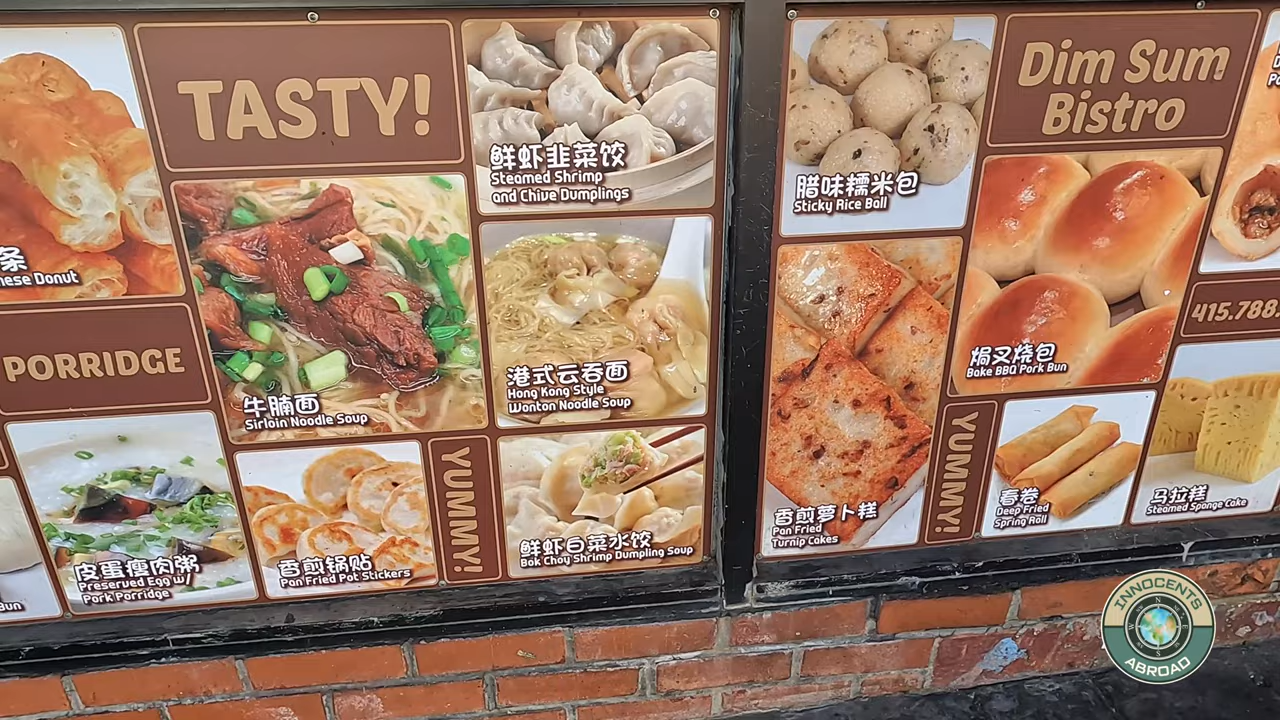 条
nese Donut
TASTY!
鲜虾韭菜饺
Steamed Shrimp
and Chive Dumplings
牛腩面
Sirloin Noodle Soup
港式云吞面
Hong Kong Style
Wonton Noodle Soup
PORRIDGE
皮蛋瘦肉粥
Preserved Egg w/
Pork Porridge
Bun
香煎锅贴
Pan Fried Pot Stickers
YUMMY!
鲜虾白菜水饺
Bok Choy Shrimp Dumpling Soup
腊味糯米包
Sticky Rice Ball
Dim Sum
Bistro
焗叉烧包
Bake BBQ Pork Bun
香煎萝卜糕
Pan Fried
Turnip Cakes
YUMMY!
春卷
Deep Fried
Spring Roll
415.788.
马拉糕
Steamed Sponge Cake
INNOCENTS
ABROAD